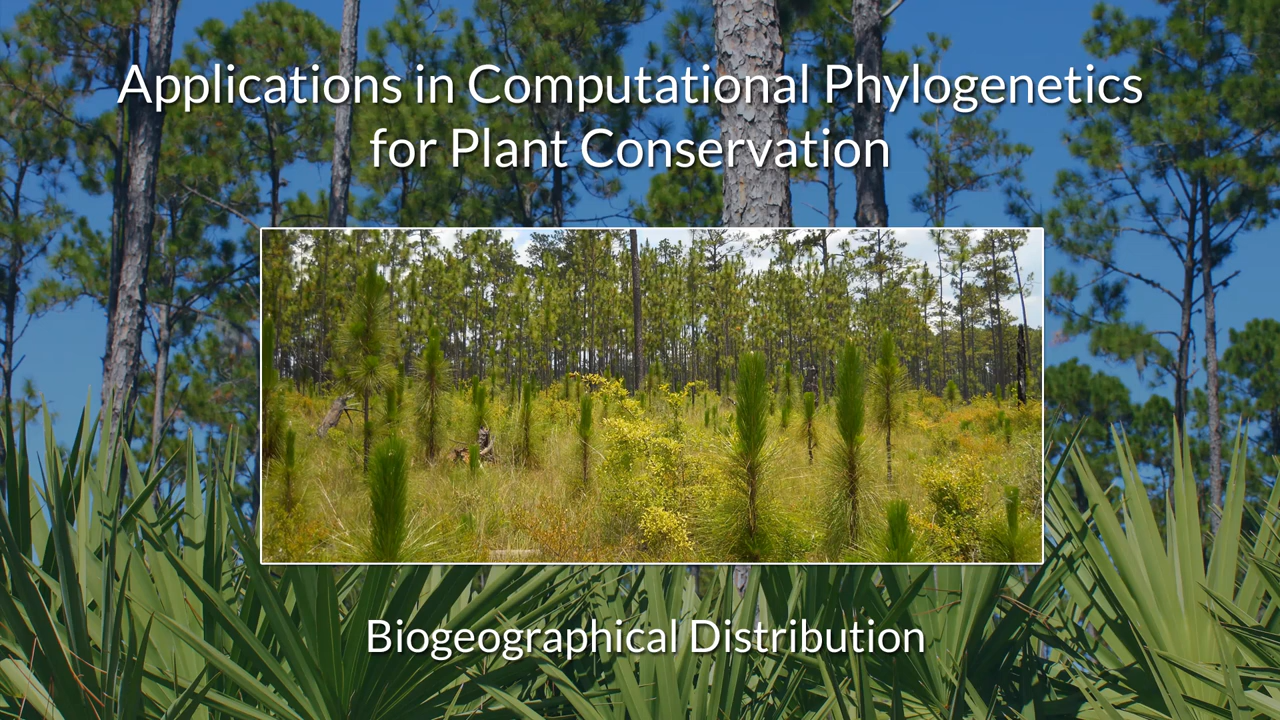 Applications in Computational Phylogenetics
for Plant Conservation
Biogeographical Distribution